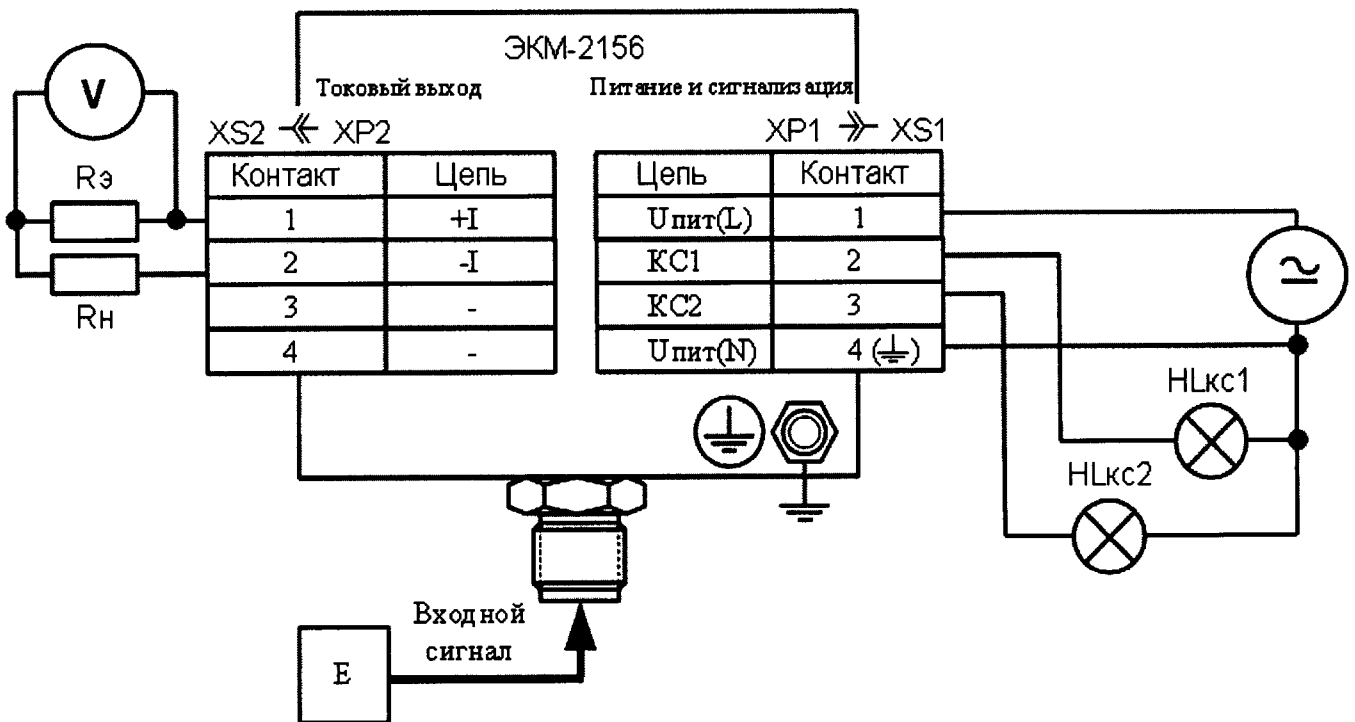 ЭКМ-2156
Токовый выход
Питание и сигнализация
V
XS2
XP2
XP1
XS1
Rэ
Rн
Контакт Цепь
1 +I
2 -I
3 -
4 -
Цепь Контакт
Uпит(L) 1
КС1 2
КС2 3
Uпит(N) 4 (⏚)
HLкс1
HLкс2
Входной
сигнал
E